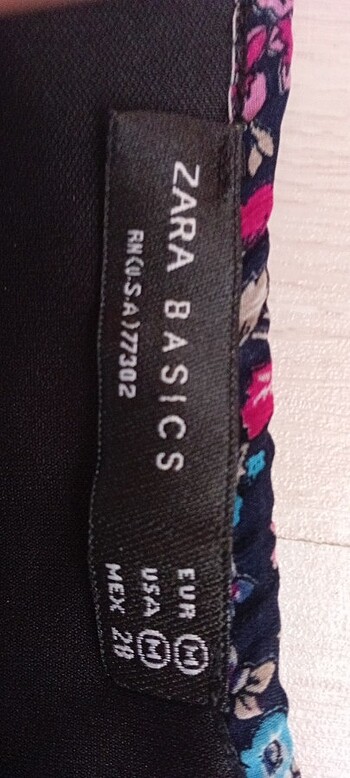 ZARA BASICS
RN(U.S.A)77302
EUR M
USA M
MEX 28